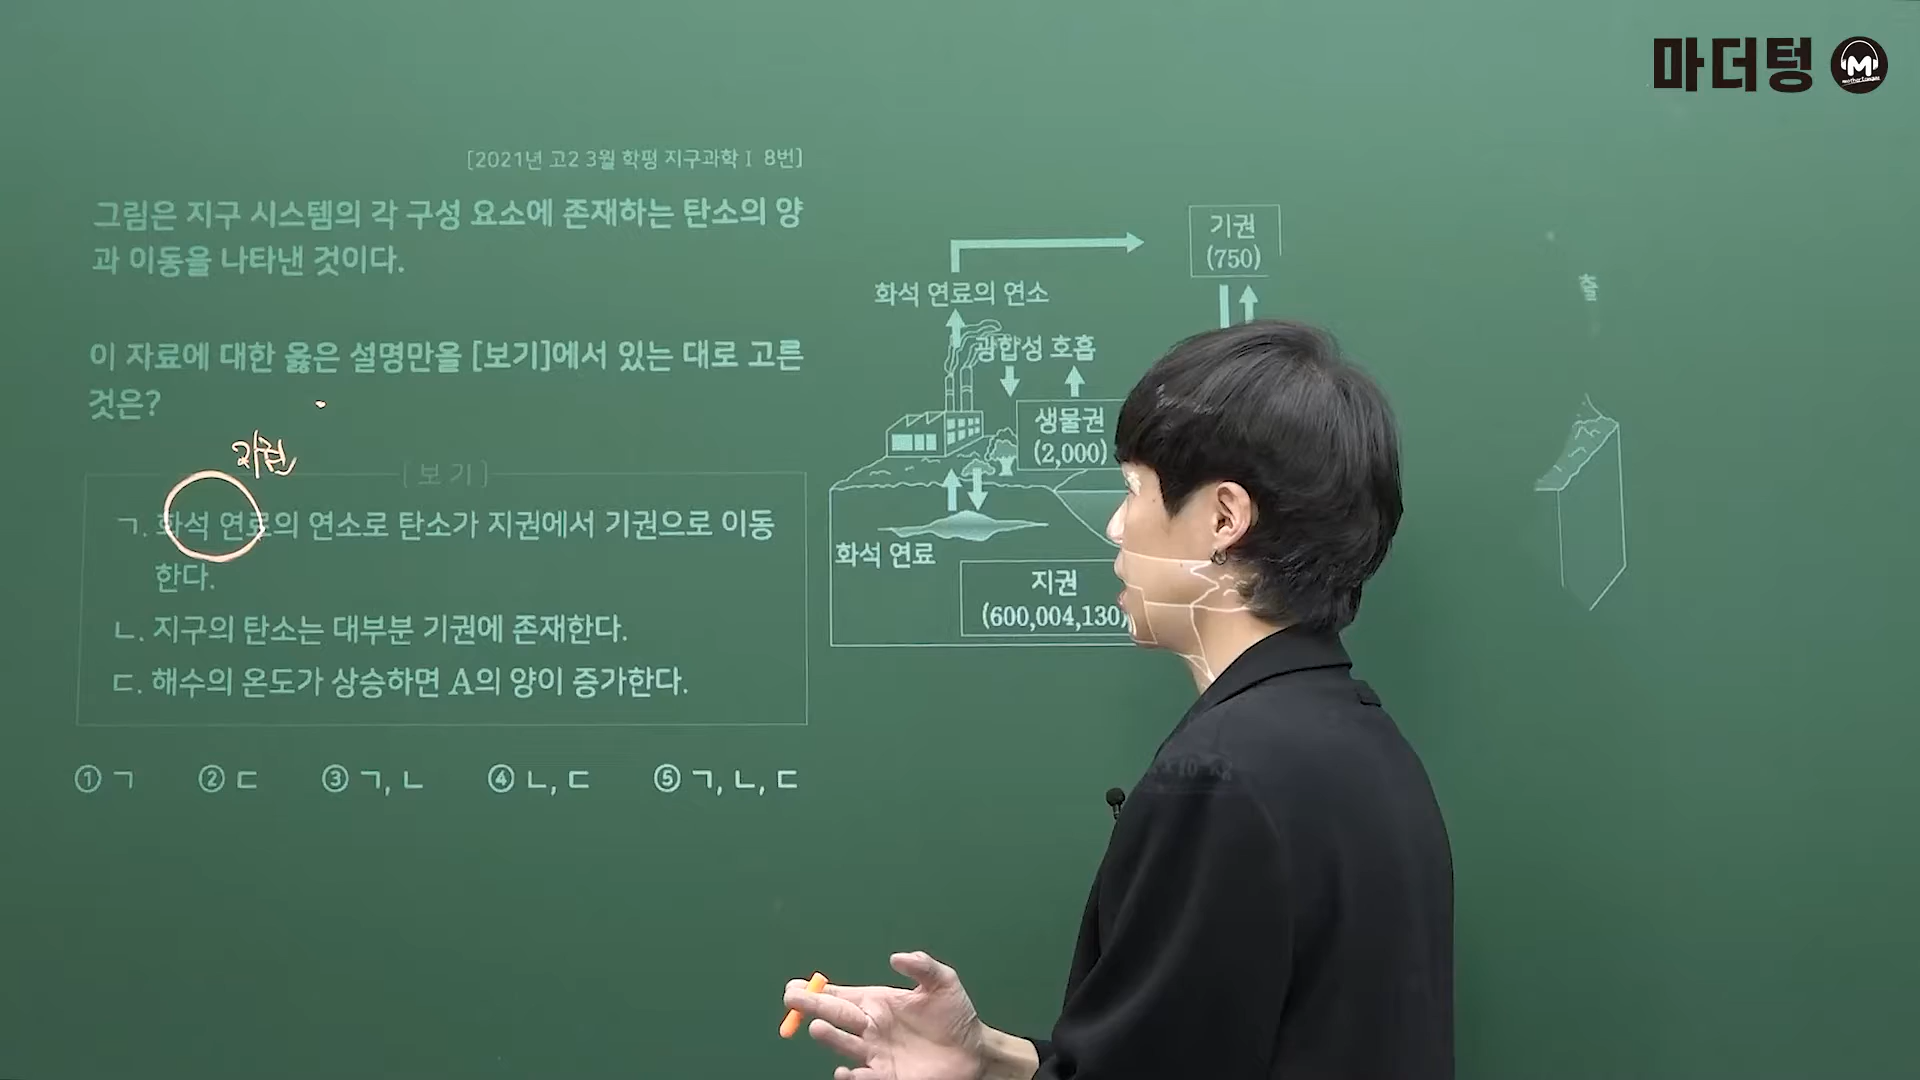 마더텅
[2021년 고2 3월 학평 지구과학Ⅰ 8번]
그림은 지구 시스템의 각 구성 요소에 존재하는 탄소의 양
과 이동을 나타낸 것이다.
이 자료에 대한 옳은 설명만을 [보기]에서 있는 대로 고른
것은?
지권
[보기]
ㄱ. 화석 연료의 연소로 탄소가 지권에서 기권으로 이동
한다.
ㄴ. 지구의 탄소는 대부분 기권에 존재한다.
ㄷ. 해수의 온도가 상승하면 A의 양이 증가한다.
① ㄱ ② ㄷ ③ ㄱ, ㄴ ④ ㄴ, ㄷ ⑤ ㄱ, ㄴ, ㄷ
기권
(750)
화석 연료의 연소
광합성 호흡
생물권
(2,000)
화석 연료
지권
(600,004,130)